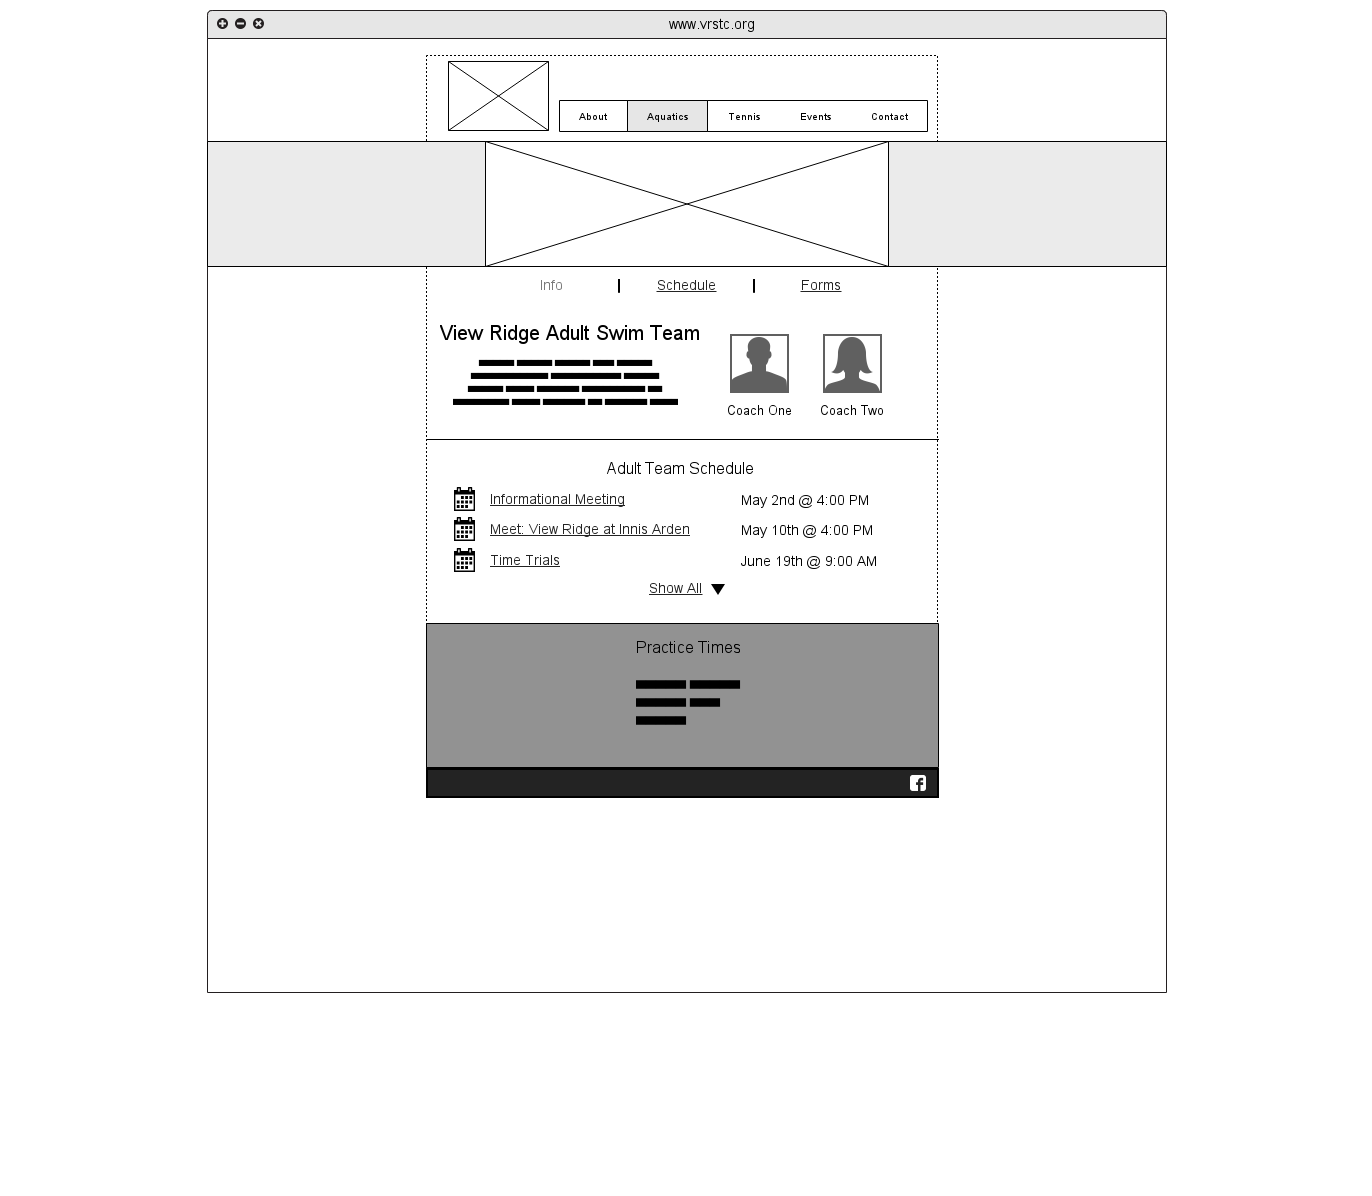 www.vrstc.org
About Aquatics Tennis Events Contact
Info Schedule Forms
View Ridge Adult Swim Team
Coach One Coach Two
Adult Team Schedule
Informational Meeting May 2nd @ 4:00 PM
Meet: View Ridge at Innis Arden May 10th @ 4:00 PM
Time Trials June 19th @ 9:00 AM
Show All
Practice Times